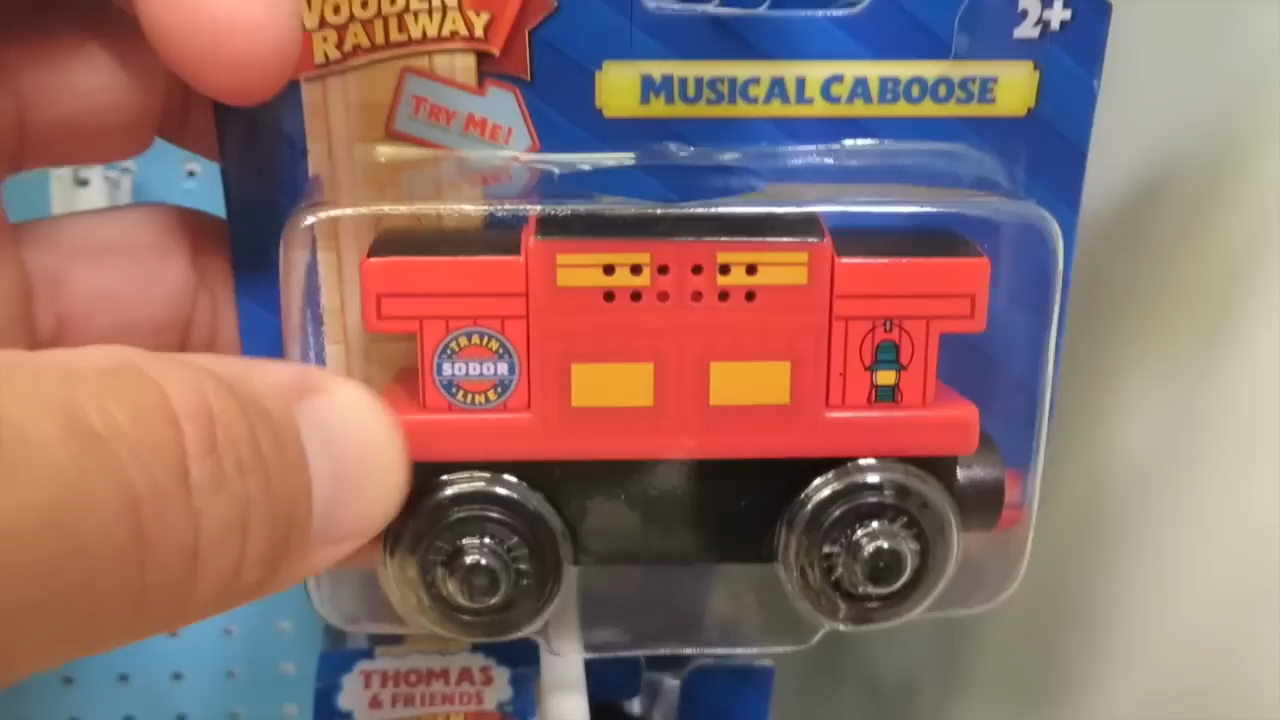 WOODEN
RAILWAY
2+
MUSICAL CABOOSE
TRY ME!
TRAIN
SODOR
LINE
THOMAS
& FRIENDS